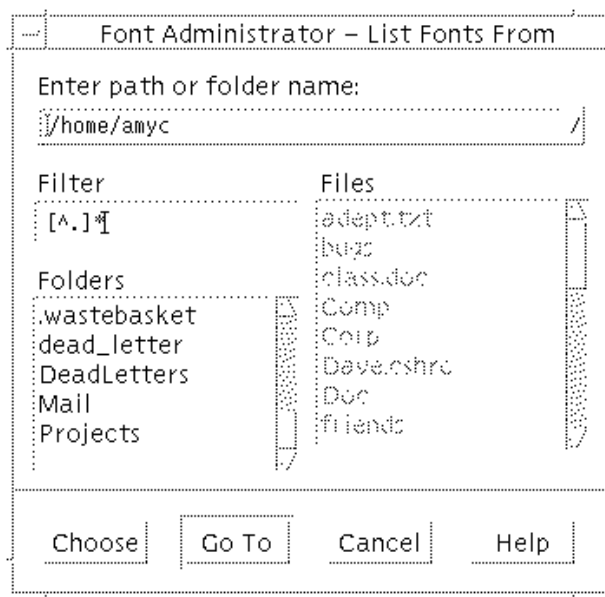 Font Administrator – List Fonts From
Enter path or folder name:
/home/amyc /
Filter
[^.]*
Folders
.wastebasket
dead_letter
DeadLetters
Mail
Projects
Files
adept.txt
bugs
class.doc
Comp
Corp
Dave.cshrc
Doc
friends
Choose
Go To
Cancel
Help